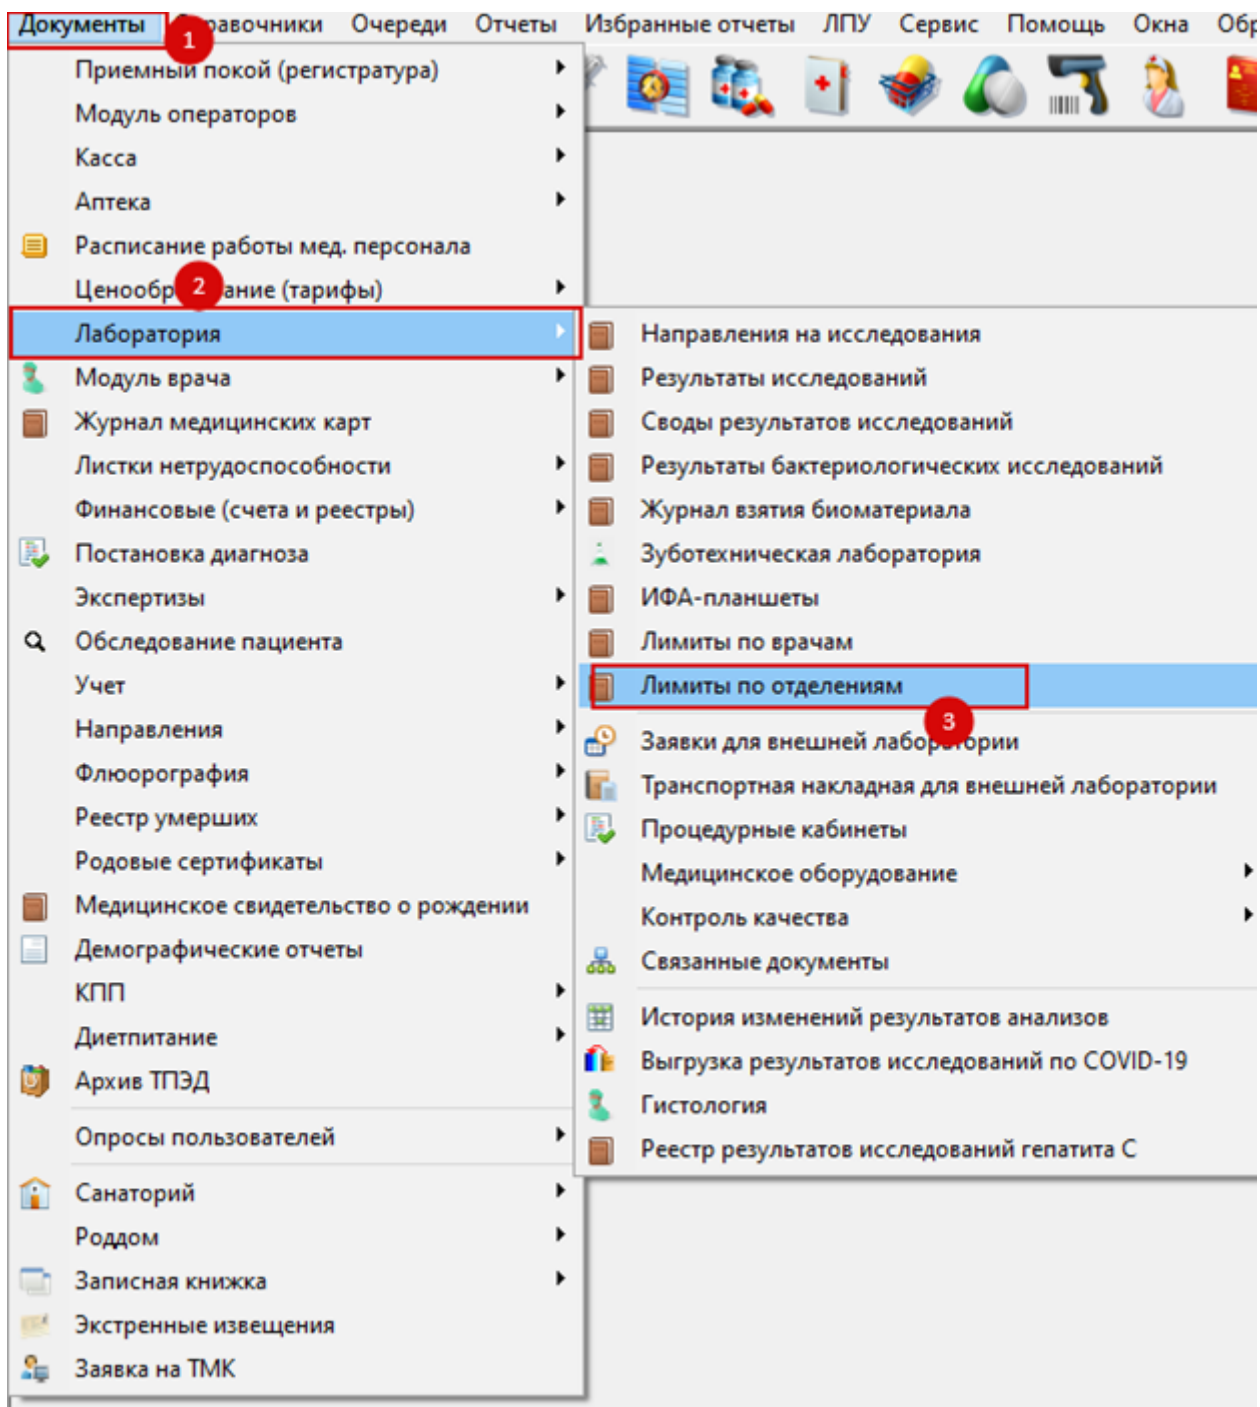 Документы Справочники Очереди Отчеты Избранные отчеты ЛПУ Сервис Помощь Окна Обр
1
Приемный покой (регистратура)
Модуль операторов
Касса
Аптека
Расписание работы мед. персонала
Ценообр ание (тарифы)
2
Лаборатория
Модуль врача
Журнал медицинских карт
Листки нетрудоспособности
Финансовые (счета и реестры)
Постановка диагноза
Экспертизы
Обследование пациента
Учет
Направления
Флюорография
Реестр умерших
Родовые сертификаты
Медицинское свидетельство о рождении
Демографические отчеты
КПП
Диетпитание
Архив ТПЭД
Опросы пользователей
Санаторий
Роддом
Записная книжка
Экстренные извещения
Заявка на ТМК
Направления на исследования
Результаты исследований
Своды результатов исследований
Результаты бактериологических исследований
Журнал взятия биоматериала
Зуботехническая лаборатория
ИФА-планшеты
Лимиты по врачам
Лимиты по отделениям
3
Заявки для внешней лаборатории
Транспортная накладная для внешней лаборатории
Процедурные кабинеты
Медицинское оборудование
Контроль качества
Связанные документы
История изменений результатов анализов
Выгрузка результатов исследований по COVID-19
Гистология
Реестр результатов исследований гепатита С